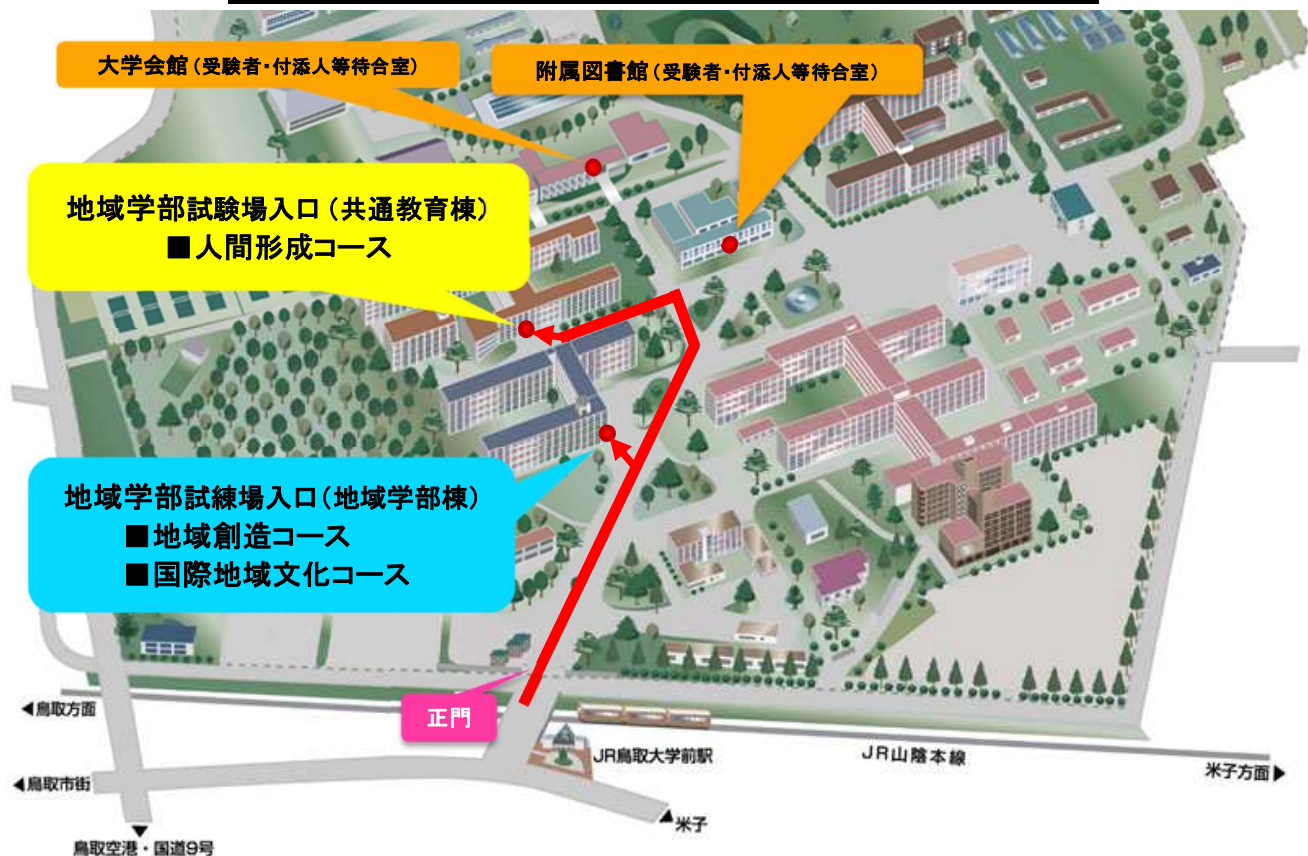 大学会館(受験者・付添人等待合室)
附属図書館(受験者・付添人等待合室)
地域学部試験場入口(共通教育棟)
■人間形成コース
地域学部試練場入口(地域学部棟)
■地域創造コース
■国際地域文化コース
正門
◀鳥取方面
JR鳥取大学前駅
JR山陰本線
米子方面▶
◀鳥取市街
▲米子
▼
鳥取空港・国道9号